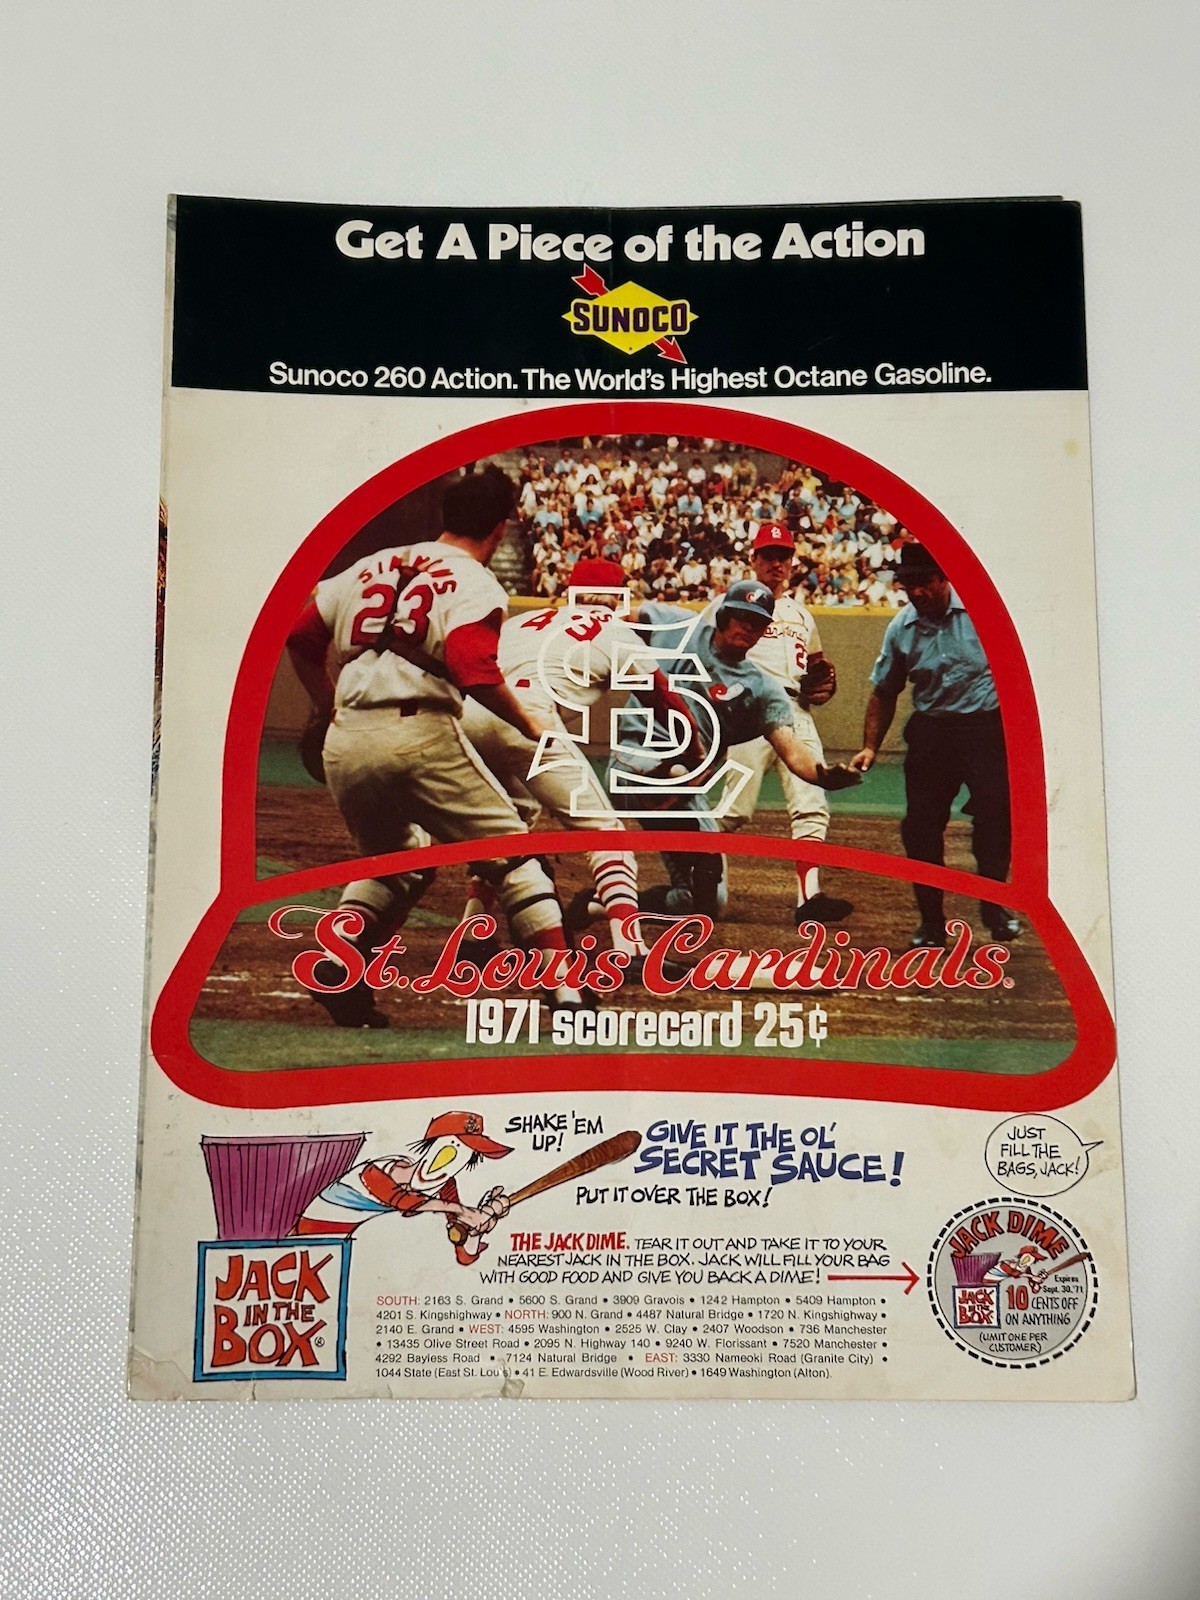 Get A Piece of the Action
SUNOCO
Sunoco 260 Action. The World's Highest Octane Gasoline.
SIMMONS
23
43
Cardinals
2
StL
St. Louis Cardinals®
1971 scorecard 25¢
SHAKE 'EM
UP!
GIVE IT THE OL'
SECRET SAUCE!
PUT IT OVER THE BOX!
JUST
FILL THE
BAGS, JACK!
JACK
IN THE
BOX®
THE JACK DIME. TEAR IT OUT AND TAKE IT TO YOUR
NEAREST JACK IN THE BOX. JACK WILL FILL YOUR BAG
WITH GOOD FOOD AND GIVE YOU BACK A DIME!
SOUTH: 2163 S. Grand • 5600 S. Grand • 3909 Gravois • 1242 Hampton • 5409 Hampton •
4201 S. Kingshighway • NORTH: 900 N. Grand • 4487 Natural Bridge • 1720 N. Kingshighway •
2140 E. Grand • WEST: 4595 Washington • 2525 W. Clay • 2407 Woodson • 736 Manchester
• 13435 Olive Street Road • 2095 N. Highway 140 • 9240 W. Florissant • 7520 Manchester •
4292 Bayless Road • 7124 Natural Bridge • EAST: 3330 Nameoki Road (Granite City) •
1044 State (East St. Louis) • 41 E. Edwardsville (Wood River) • 1649 Washington (Alton).
JACK DIME
Expires
Sept. 30, '71
JACK
IN THE
BOX
10 CENTS OFF
ON ANYTHING
(LIMIT ONE PER
CUSTOMER)